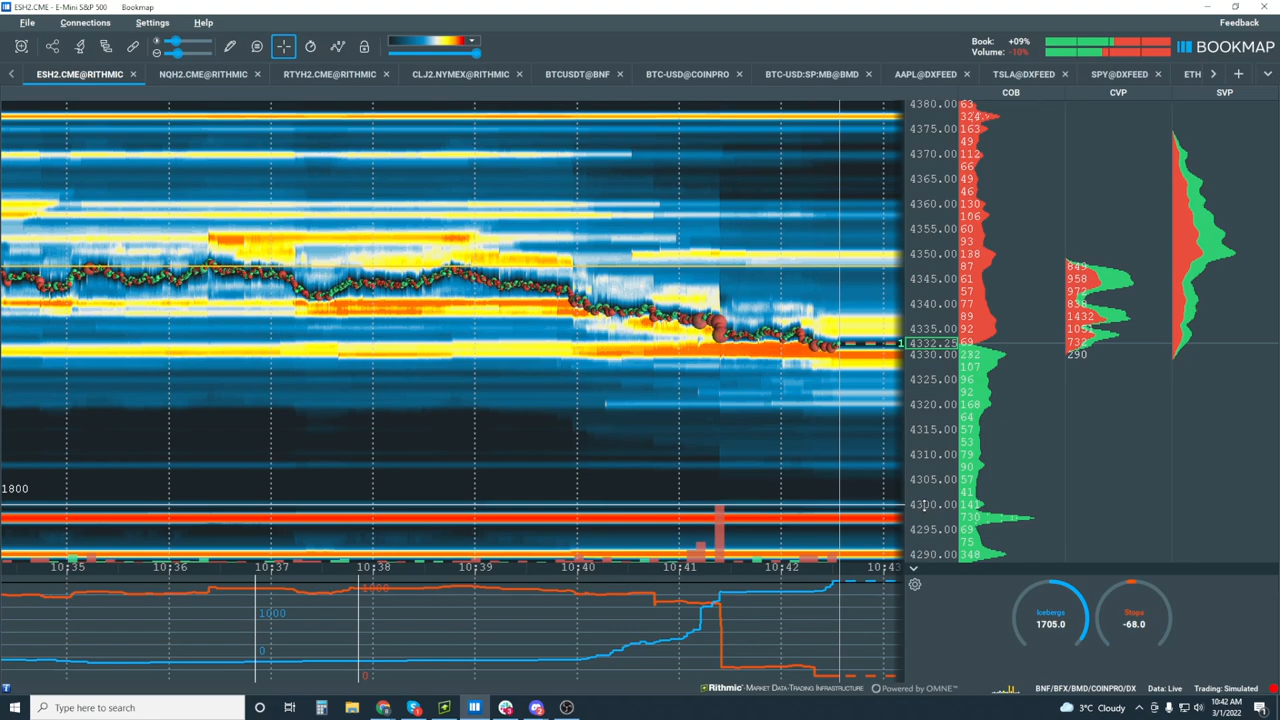 ESH2.CME - E-Mini S&P 500 Bookmap
File Connections Settings Help Feedback
Book: +09%
Volume: -10%
BOOKMAP
ESH2.CME@RITHMIC × NQH2.CME@RITHMIC × RTYH2.CME@RITHMIC × CLJ2.NYMEX@RITHMIC × BTCUSDT@BNF × BTC-USD@COINPRO × BTC-USD:SP:MB@BMD × AAPL@DXFEED × TSLA@DXFEED × SPY@DXFEED × ETH
COB CVP SVP
4380.00 63
324
4375.00 163
49
4370.00 112
66
4365.00 49
46
4360.00 130
106
4355.00 60
93
4350.00 138
87 849
4345.00 61 958
57 972
4340.00 77 838
89 1432
4335.00 92 105
1 4332.25 69 732
4330.00 232 290
107
4325.00 96
92
4320.00 168
64
4315.00 57
53
4310.00 79
90
4305.00 57
1800 41
4300.00 141
730
4295.00 69
75
4290.00 348
10:35 10:36 10:37 10:38 10:39 10:40 10:41 10:42 10:43
1000
1000
0
0
Icebergs
1705.0
Stops
-68.0
Rithmic - MARKET DATA-TRADING INFRASTRUCTURE Powered by OMNE™ BNF/BFX/BMD/COINPRO/DX Data: Live Trading: Simulated
Type here to search
3°C Cloudy
10:42 AM
3/1/2022